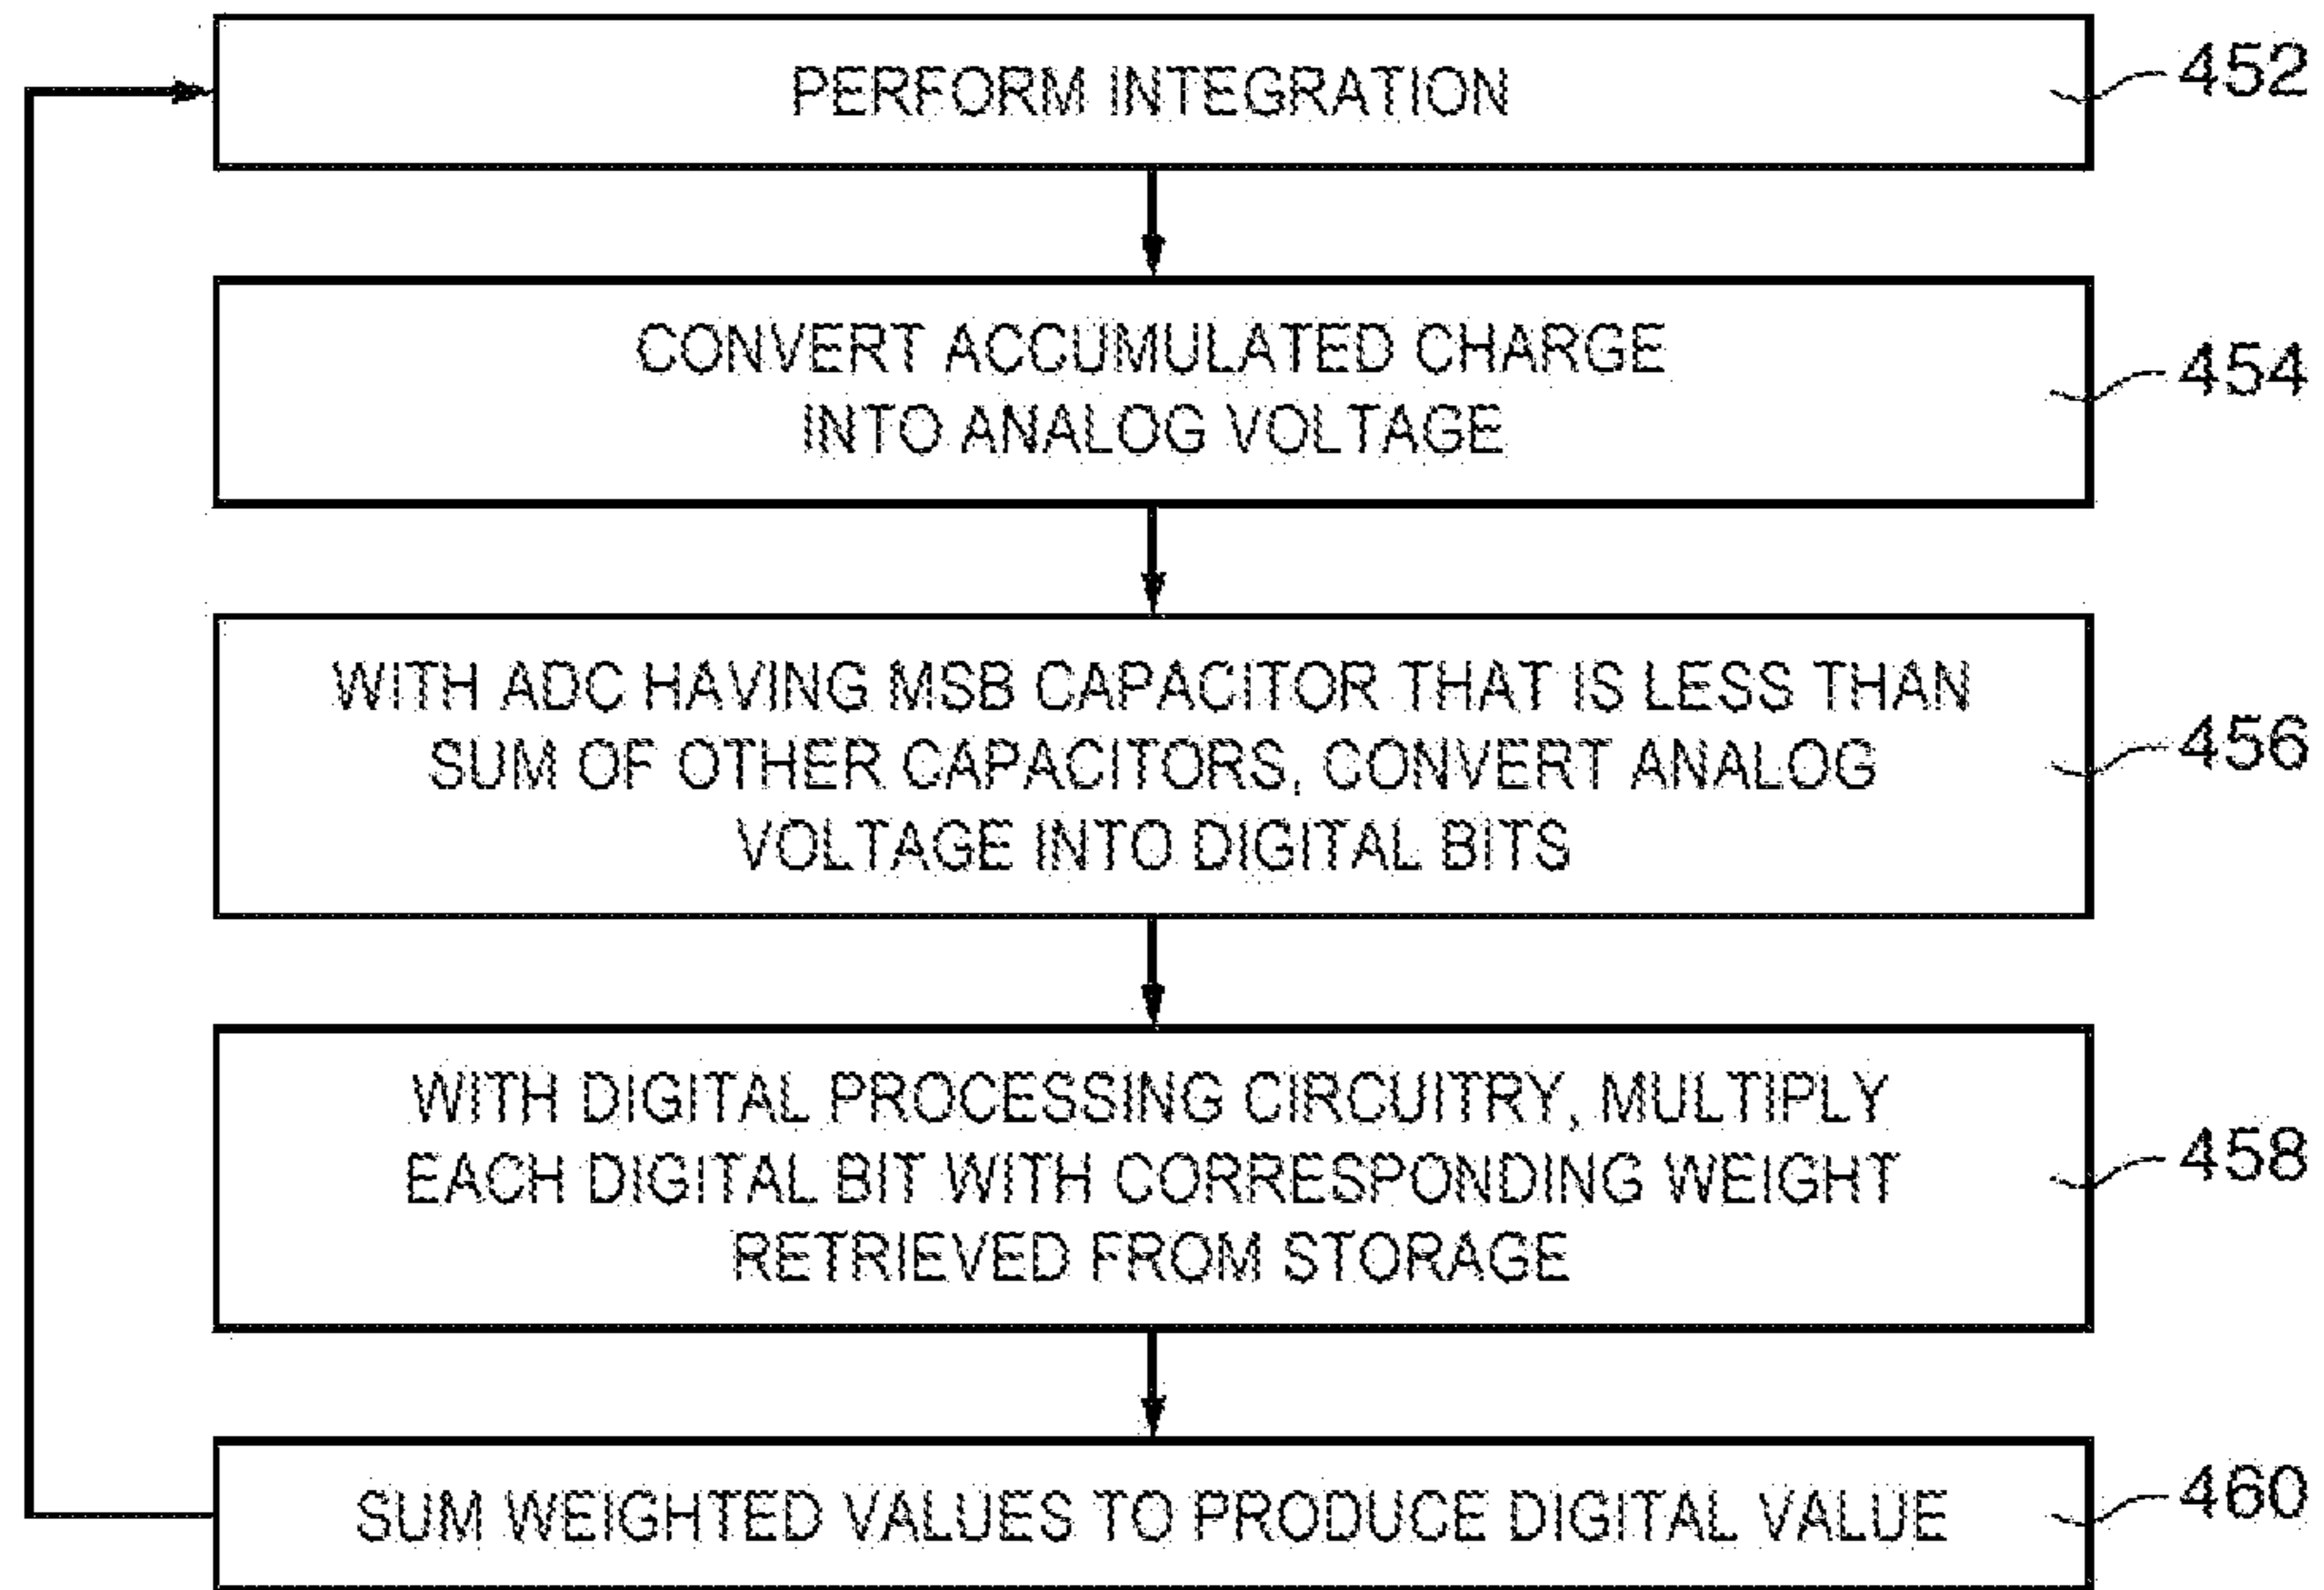 PERFORM INTEGRATION
452
CONVERT ACCUMULATED CHARGE
INTO ANALOG VOLTAGE
454
WITH ADC HAVING MSB CAPACITOR THAT IS LESS THAN
SUM OF OTHER CAPACITORS, CONVERT ANALOG
VOLTAGE INTO DIGITAL BITS
456
WITH DIGITAL PROCESSING CIRCUITRY, MULTIPLY
EACH DIGITAL BIT WITH CORRESPONDING WEIGHT
RETRIEVED FROM STORAGE
458
SUM WEIGHTED VALUES TO PRODUCE DIGITAL VALUE
460